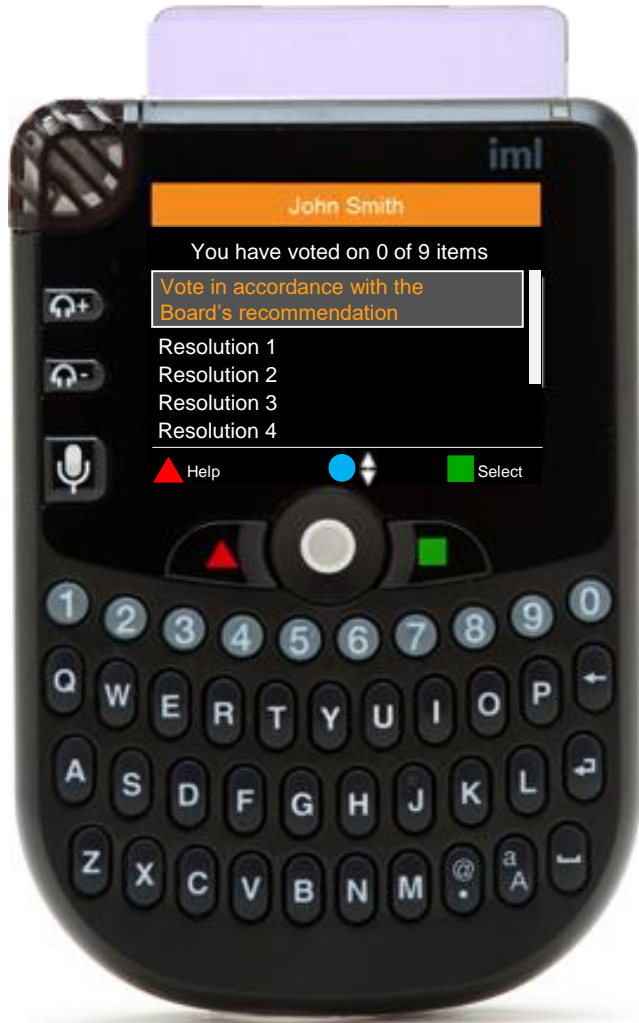 iml
John Smith
You have voted on 0 of 9 items
Vote in accordance with the
Board's recommendation
Resolution 1
Resolution 2
Resolution 3
Resolution 4
Help
Select
+
-
1 2 3 4 5 6 7 8 9 0
Q W E R T Y U I O P
A S D F G H J K L
Z X C V B N M @ . a A